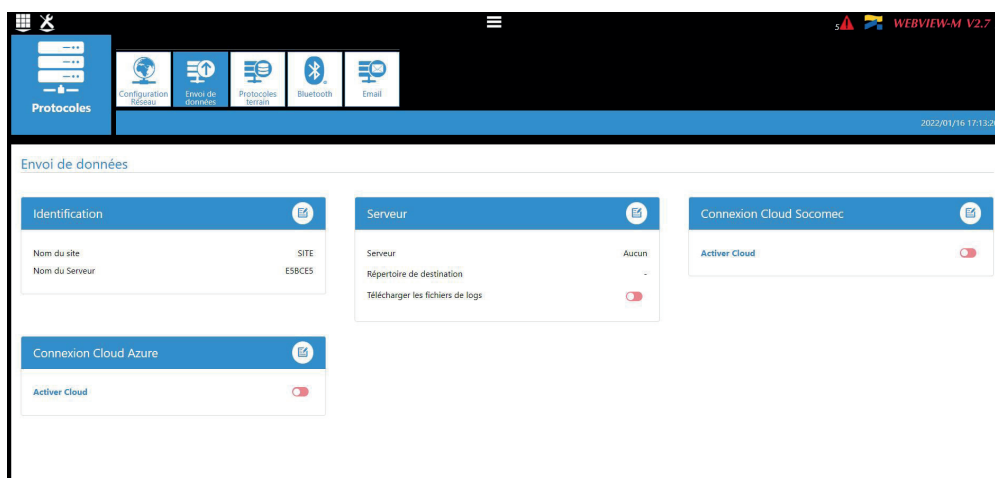 5
WEBVIEW-M V2.7
Protocoles
Configuration
Réseau
Envoi de
données
Protocoles
terrain
Bluetooth
Email
2022/01/16 17:13:20
Envoi de données
Identification
Nom du site SITE
Nom du Serveur E5BCE5
Serveur
Serveur Aucun
Répertoire de destination -
Télécharger les fichiers de logs
Connexion Cloud Socomec
Activer Cloud
Connexion Cloud Azure
Activer Cloud